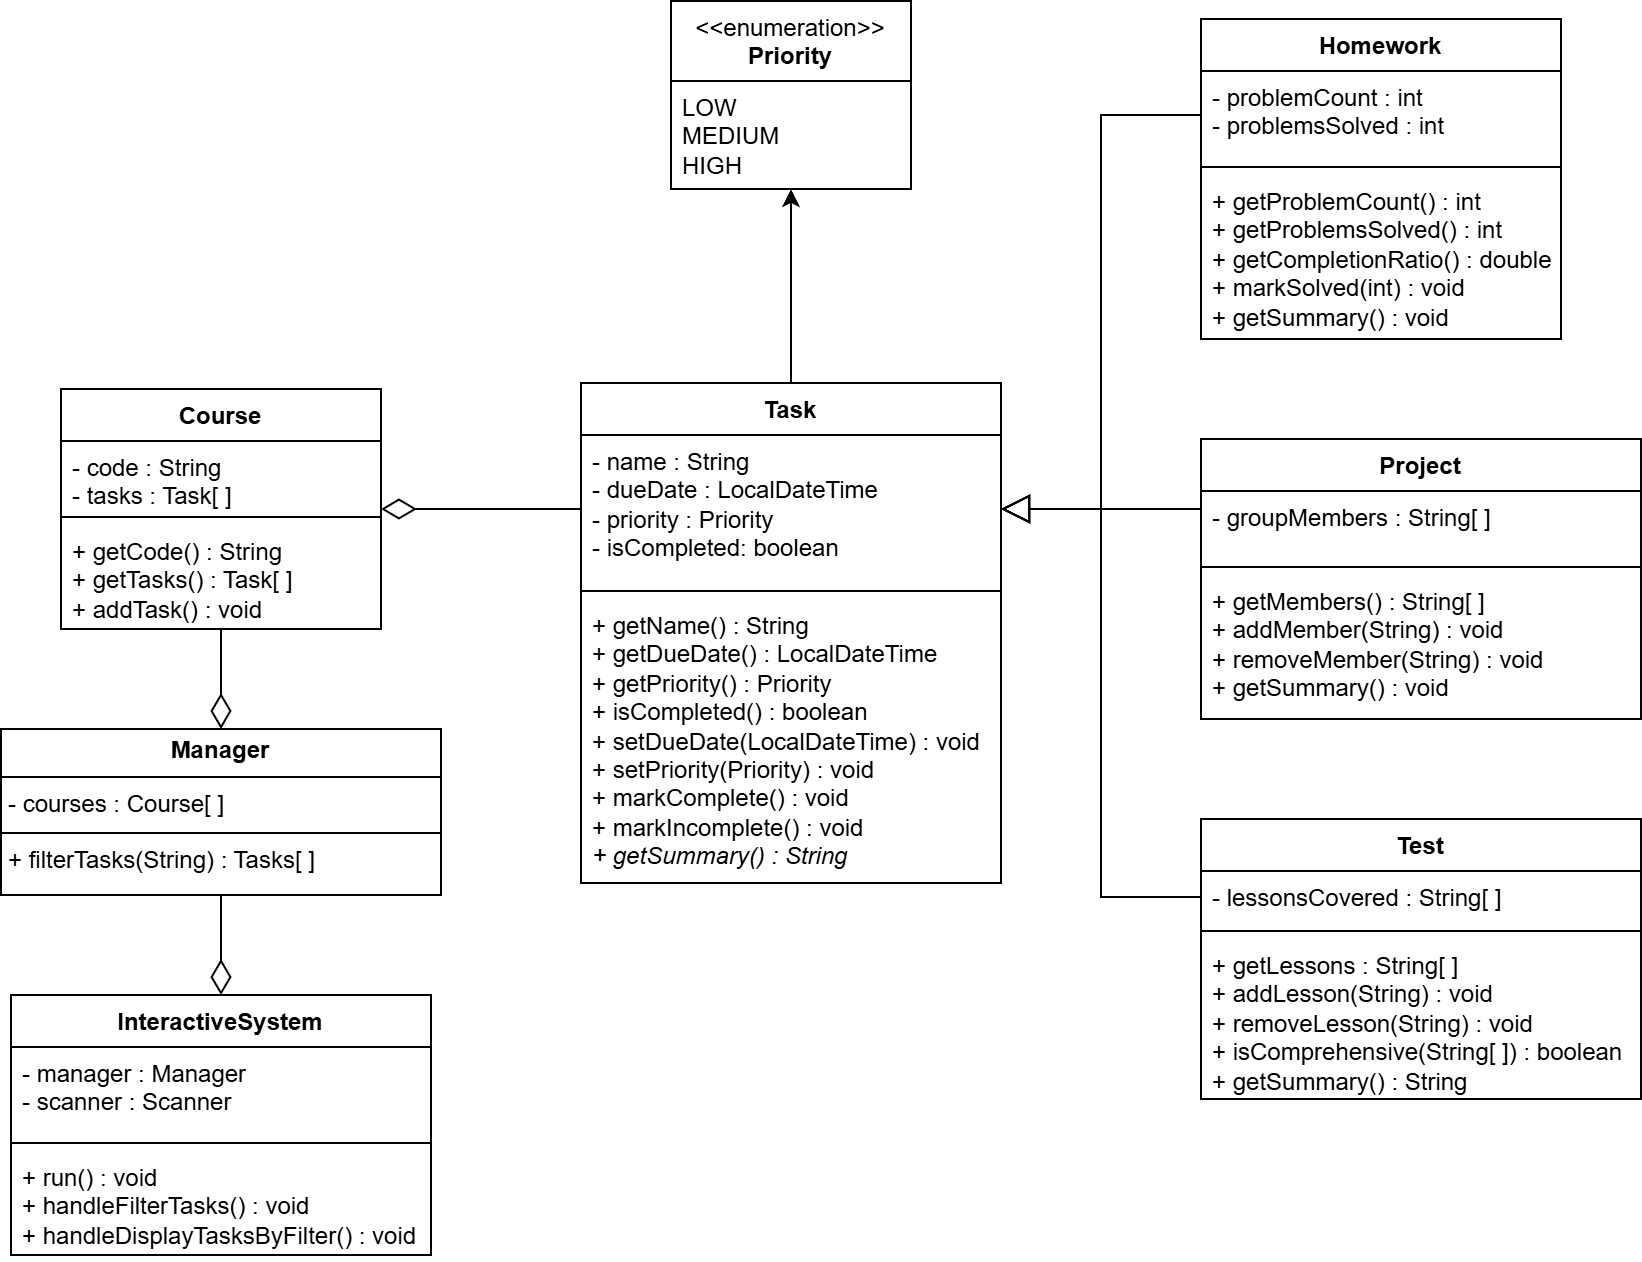 <<enumeration>>
Priority
LOW
MEDIUM
HIGH
Homework
- problemCount : int
- problemsSolved : int
+ getProblemCount() : int
+ getProblemsSolved() : int
+ getCompletionRatio() : double
+ markSolved(int) : void
+ getSummary() : void
Course
- code : String
- tasks : Task[ ]
+ getCode() : String
+ getTasks() : Task[ ]
+ addTask() : void
Task
- name : String
- dueDate : LocalDateTime
- priority : Priority
- isCompleted: boolean
+ getName() : String
+ getDueDate() : LocalDateTime
+ getPriority() : Priority
+ isCompleted() : boolean
+ setDueDate(LocalDateTime) : void
+ setPriority(Priority) : void
+ markComplete() : void
+ markIncomplete() : void
+ getSummary() : String
Project
- groupMembers : String[ ]
+ getMembers() : String[ ]
+ addMember(String) : void
+ removeMember(String) : void
+ getSummary() : void
Manager
- courses : Course[ ]
+ filterTasks(String) : Tasks[ ]
Test
- lessonsCovered : String[ ]
+ getLessons : String[ ]
+ addLesson(String) : void
+ removeLesson(String) : void
+ isComprehensive(String[ ]) : boolean
+ getSummary() : String
InteractiveSystem
- manager : Manager
- scanner : Scanner
+ run() : void
+ handleFilterTasks() : void
+ handleDisplayTasksByFilter() : void